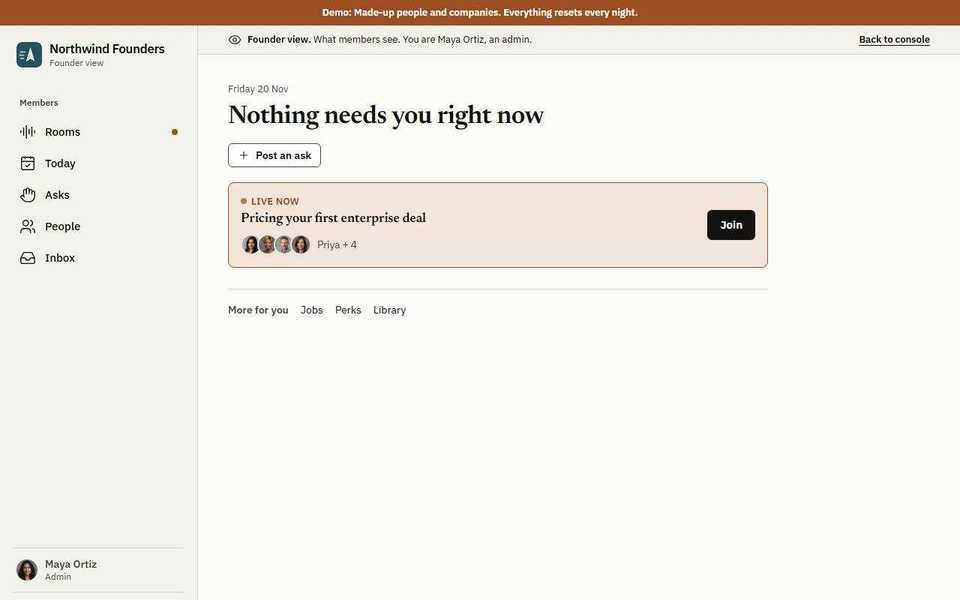 Demo: Made-up people and companies. Everything resets every night.
Northwind Founders
Founder view
Members
Rooms
Today
Asks
People
Inbox
Maya Ortiz
Admin
Founder view. What members see. You are Maya Ortiz, an admin.
Back to console
Friday 20 Nov
Nothing needs you right now
+ Post an ask
LIVE NOW
Pricing your first enterprise deal
Priya + 4
Join
More for you Jobs Perks Library